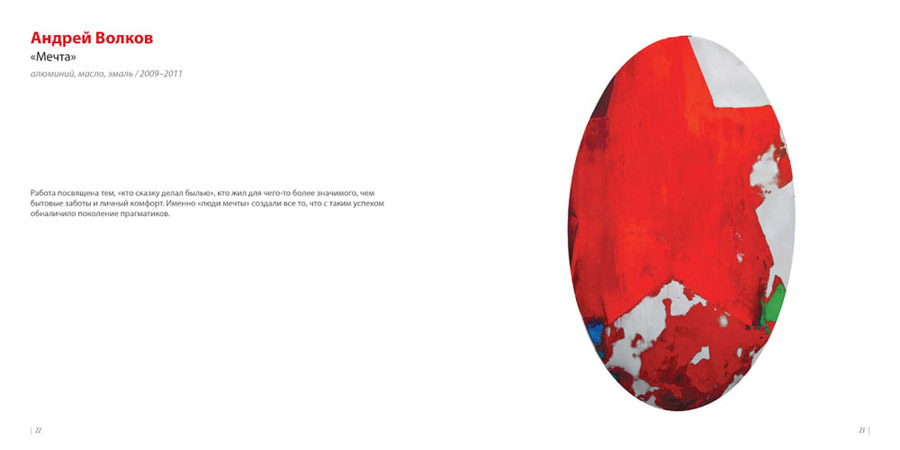 Андрей Волков
«Мечта»
алюминий, масло, эмаль / 2009–2011
Работа посвящена тем, «кто сказку делал былью», кто жил для чего-то более значимого, чем
бытовые заботы и личный комфорт. Именно «люди мечты» создали все то, что с таким успехом
обналичило поколение прагматиков.
| 22
23 |